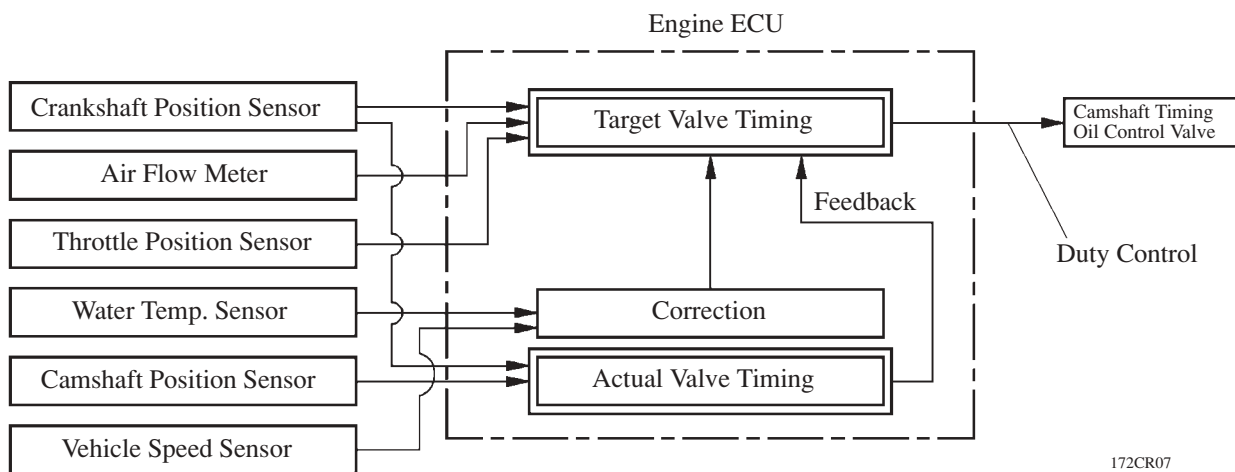 Engine ECU
Crankshaft Position Sensor
Air Flow Meter
Throttle Position Sensor
Water Temp. Sensor
Camshaft Position Sensor
Vehicle Speed Sensor
Target Valve Timing
Feedback
Correction
Actual Valve Timing
Camshaft Timing
Oil Control Valve
Duty Control
172CR07